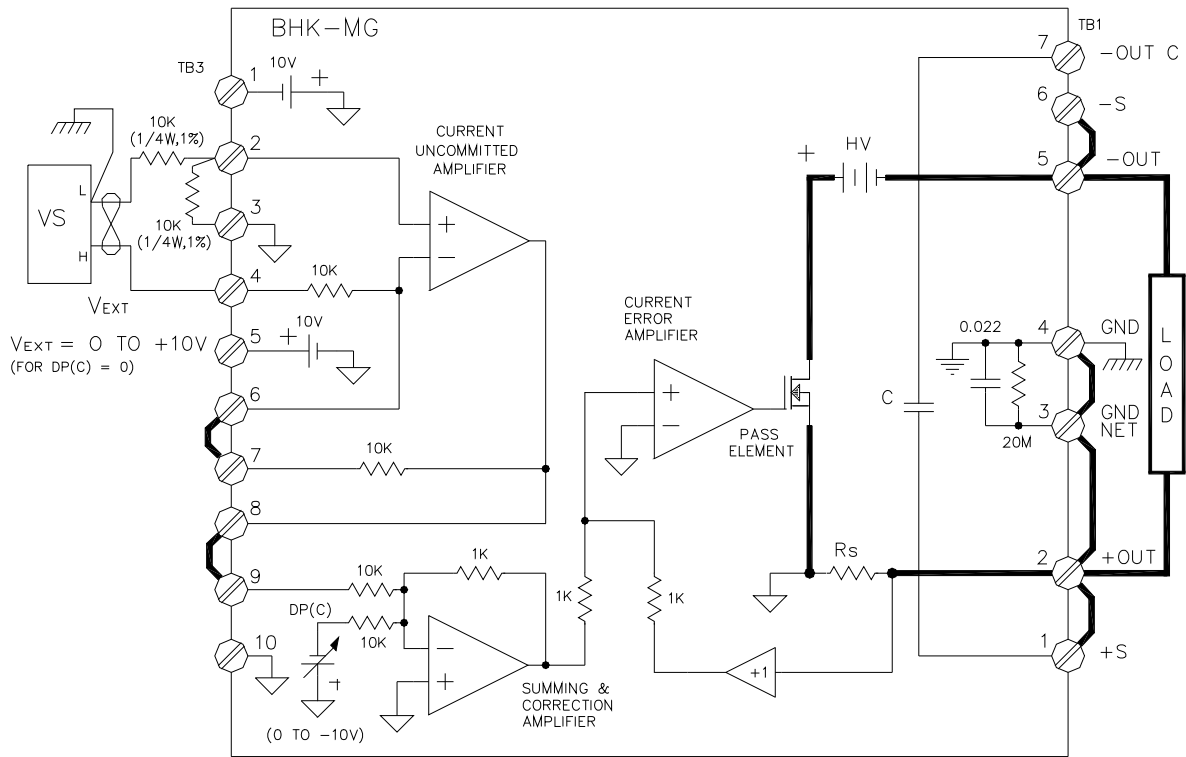 BHK-MG
TB3
1
10V
+
10K
(1/4W,1%)
2
L
VS
H
10K
(1/4W,1%)
3
4
10K
VEXT
VEXT = 0 TO +10V
(FOR DP(C) = 0)
5
+
10V
6
7
10K
8
9
10K
1K
DP(C)
10K
+
(0 TO -10V)
10
CURRENT
UNCOMMITTED
AMPLIFIER
+
−
−
+
SUMMING &
CORRECTION
AMPLIFIER
1K
1K
+1
CURRENT
ERROR
AMPLIFIER
+
−
PASS
ELEMENT
+
HV
Rs
C
TB1
7
-OUT C
6
-S
5
-OUT
0.022
4
GND
20M
3
GND
NET
2
+OUT
1
+S
LOAD